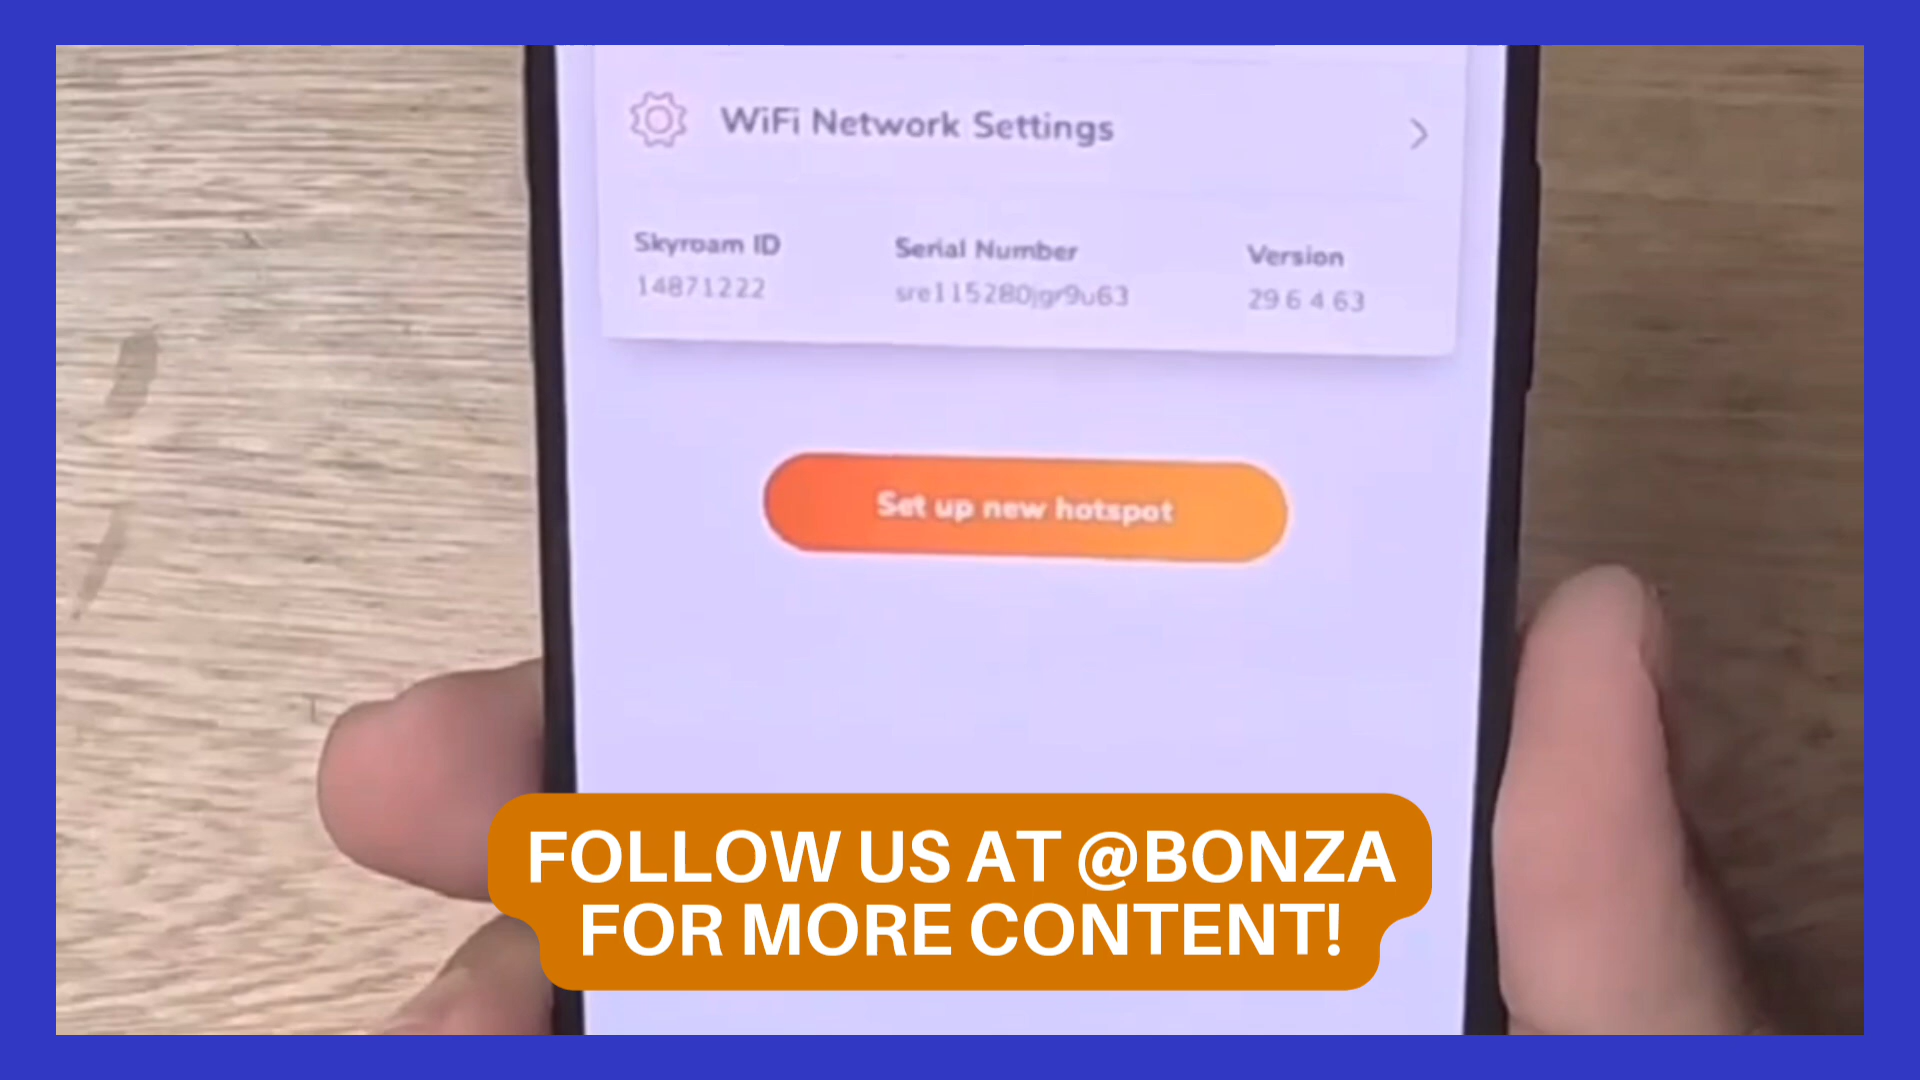 WiFi Network Settings
Skyroam ID Serial Number Version
14871222 sre115280jgr9u63 29 6 4 63
Set up new hotspot
FOLLOW US AT @BONZA
FOR MORE CONTENT!